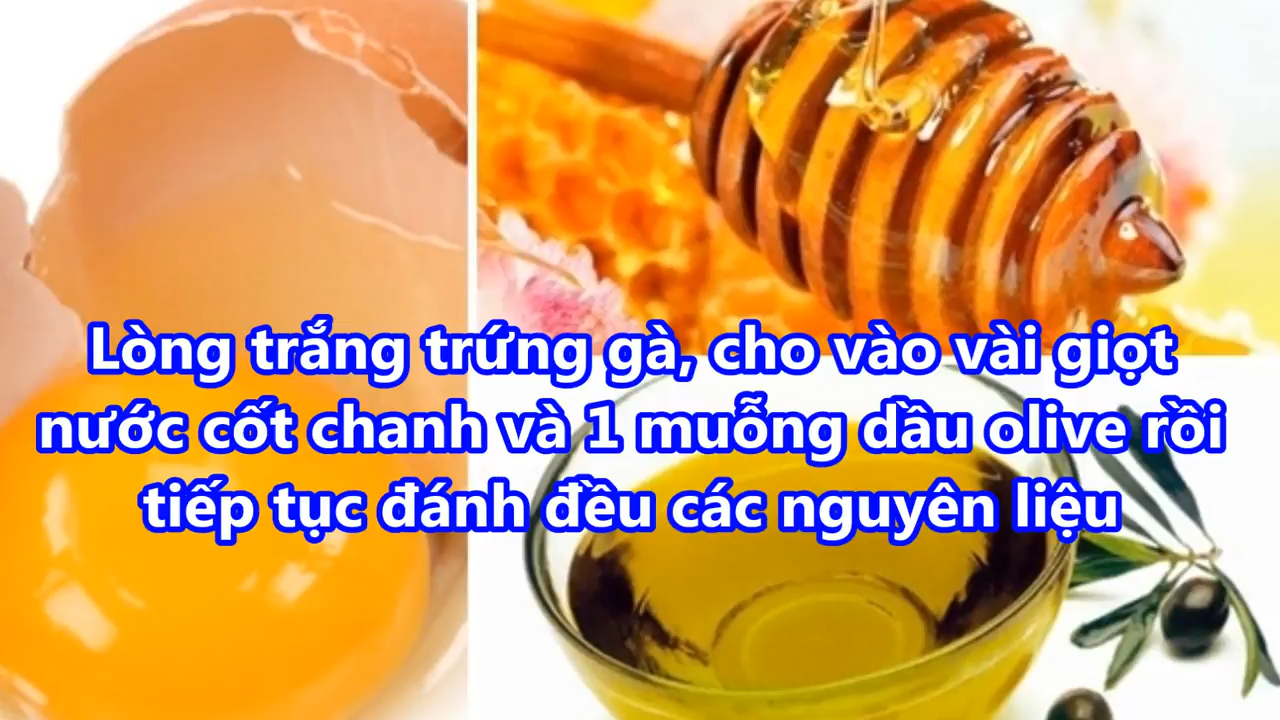 Lòng trắng trứng gà, cho vào vài giọt
nước cốt chanh và 1 muỗng dầu olive rồi
tiếp tục đánh đều các nguyên liệu